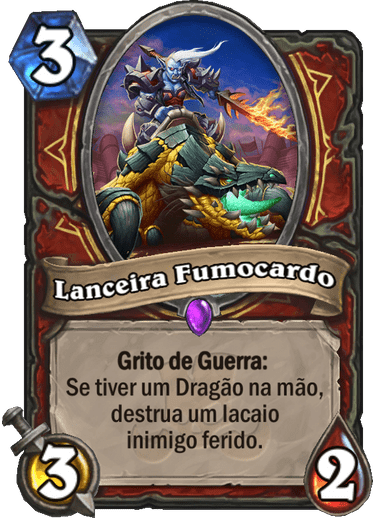 3
Lanceira Fumocardo
Grito de Guerra:
Se tiver um Dragão na mão,
destrua um lacaio
inimigo ferido.
3
2